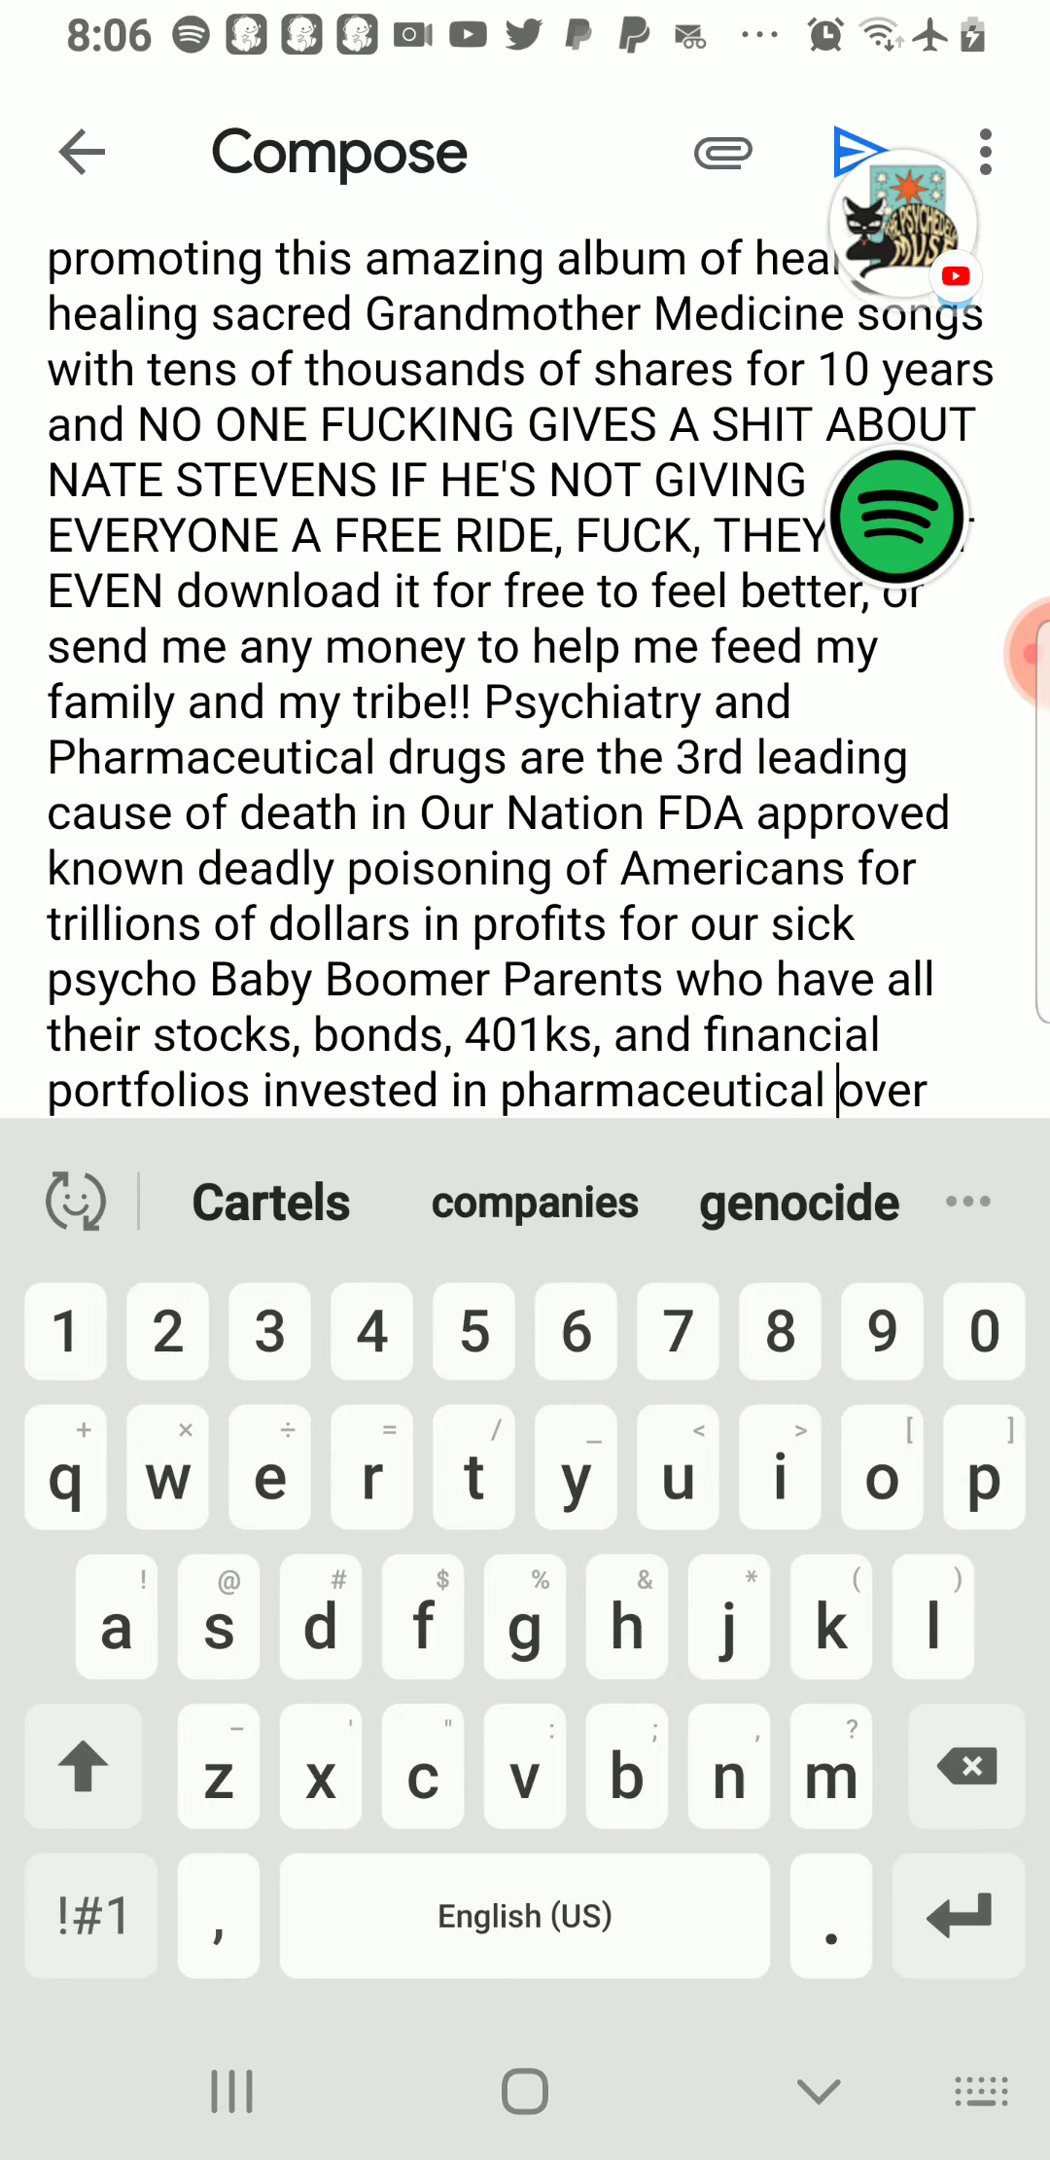 8:06
Compose
promoting this amazing album of
healing sacred Grandmother Medicine songs
with tens of thousands of shares for 10 years
and NO ONE FUCKING GIVES A SHIT ABOUT
NATE STEVENS IF HE'S NOT GIVING
EVERYONE A FREE RIDE, FUCK, THEY
EVEN download it for free to feel better, or
send me any money to help me feed my
family and my tribe!! Psychiatry and
Pharmaceutical drugs are the 3rd leading
cause of death in Our Nation FDA approved
known deadly poisoning of Americans for
trillions of dollars in profits for our sick
psycho Baby Boomer Parents who have all
their stocks, bonds, 401ks, and financial
portfolios invested in pharmaceutical over
Cartels companies genocide
1 2 3 4 5 6 7 8 9 0
+ × ÷ = / _ < > [ ]
q w e r t y u i o p
! @ # $ % & * ( )
a s d f g h j k l
- ' " : ; , ?
z x c v b n m
!#1 , English (US) .